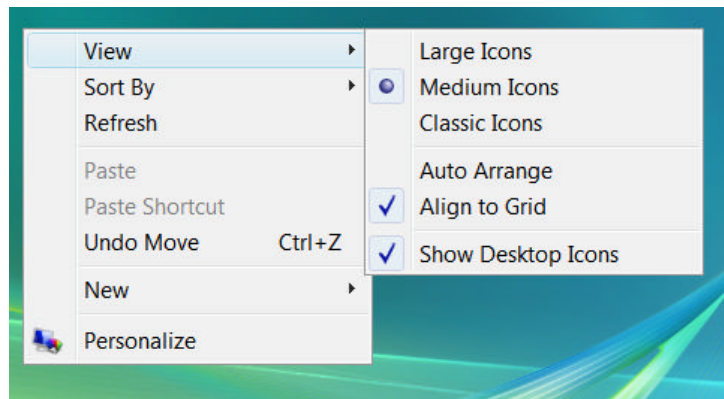 View
Sort By
Refresh
Paste
Paste Shortcut
Undo Move Ctrl+Z
New
Personalize
Large Icons
Medium Icons
Classic Icons
Auto Arrange
Align to Grid
Show Desktop Icons